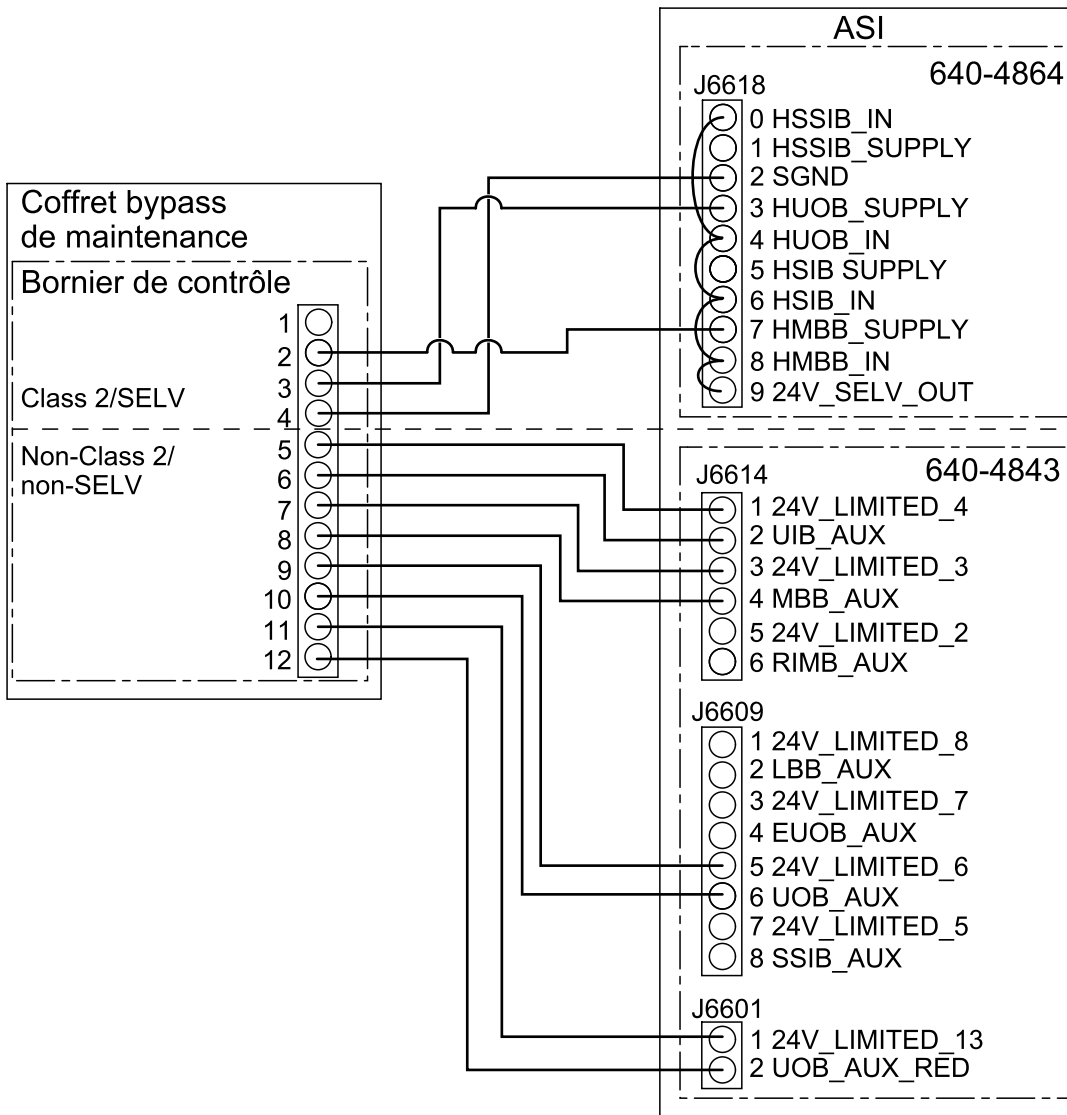 ASI
640-4864
J6618
0 HSSIB_IN
1 HSSIB_SUPPLY
2 SGND
3 HUOB_SUPPLY
4 HUOB_IN
5 HSIB SUPPLY
6 HSIB_IN
7 HMBB_SUPPLY
8 HMBB_IN
9 24V_SELV_OUT
Coffret bypass
de maintenance
Bornier de contrôle
1
2
3
4
Class 2/SELV
Non-Class 2/
non-SELV
5
6
7
8
9
10
11
12
640-4843
J6614
1 24V_LIMITED_4
2 UIB_AUX
3 24V_LIMITED_3
4 MBB_AUX
5 24V_LIMITED_2
6 RIMB_AUX
J6609
1 24V_LIMITED_8
2 LBB_AUX
3 24V_LIMITED_7
4 EUOB_AUX
5 24V_LIMITED_6
6 UOB_AUX
7 24V_LIMITED_5
8 SSIB_AUX
J6601
1 24V_LIMITED_13
2 UOB_AUX_RED